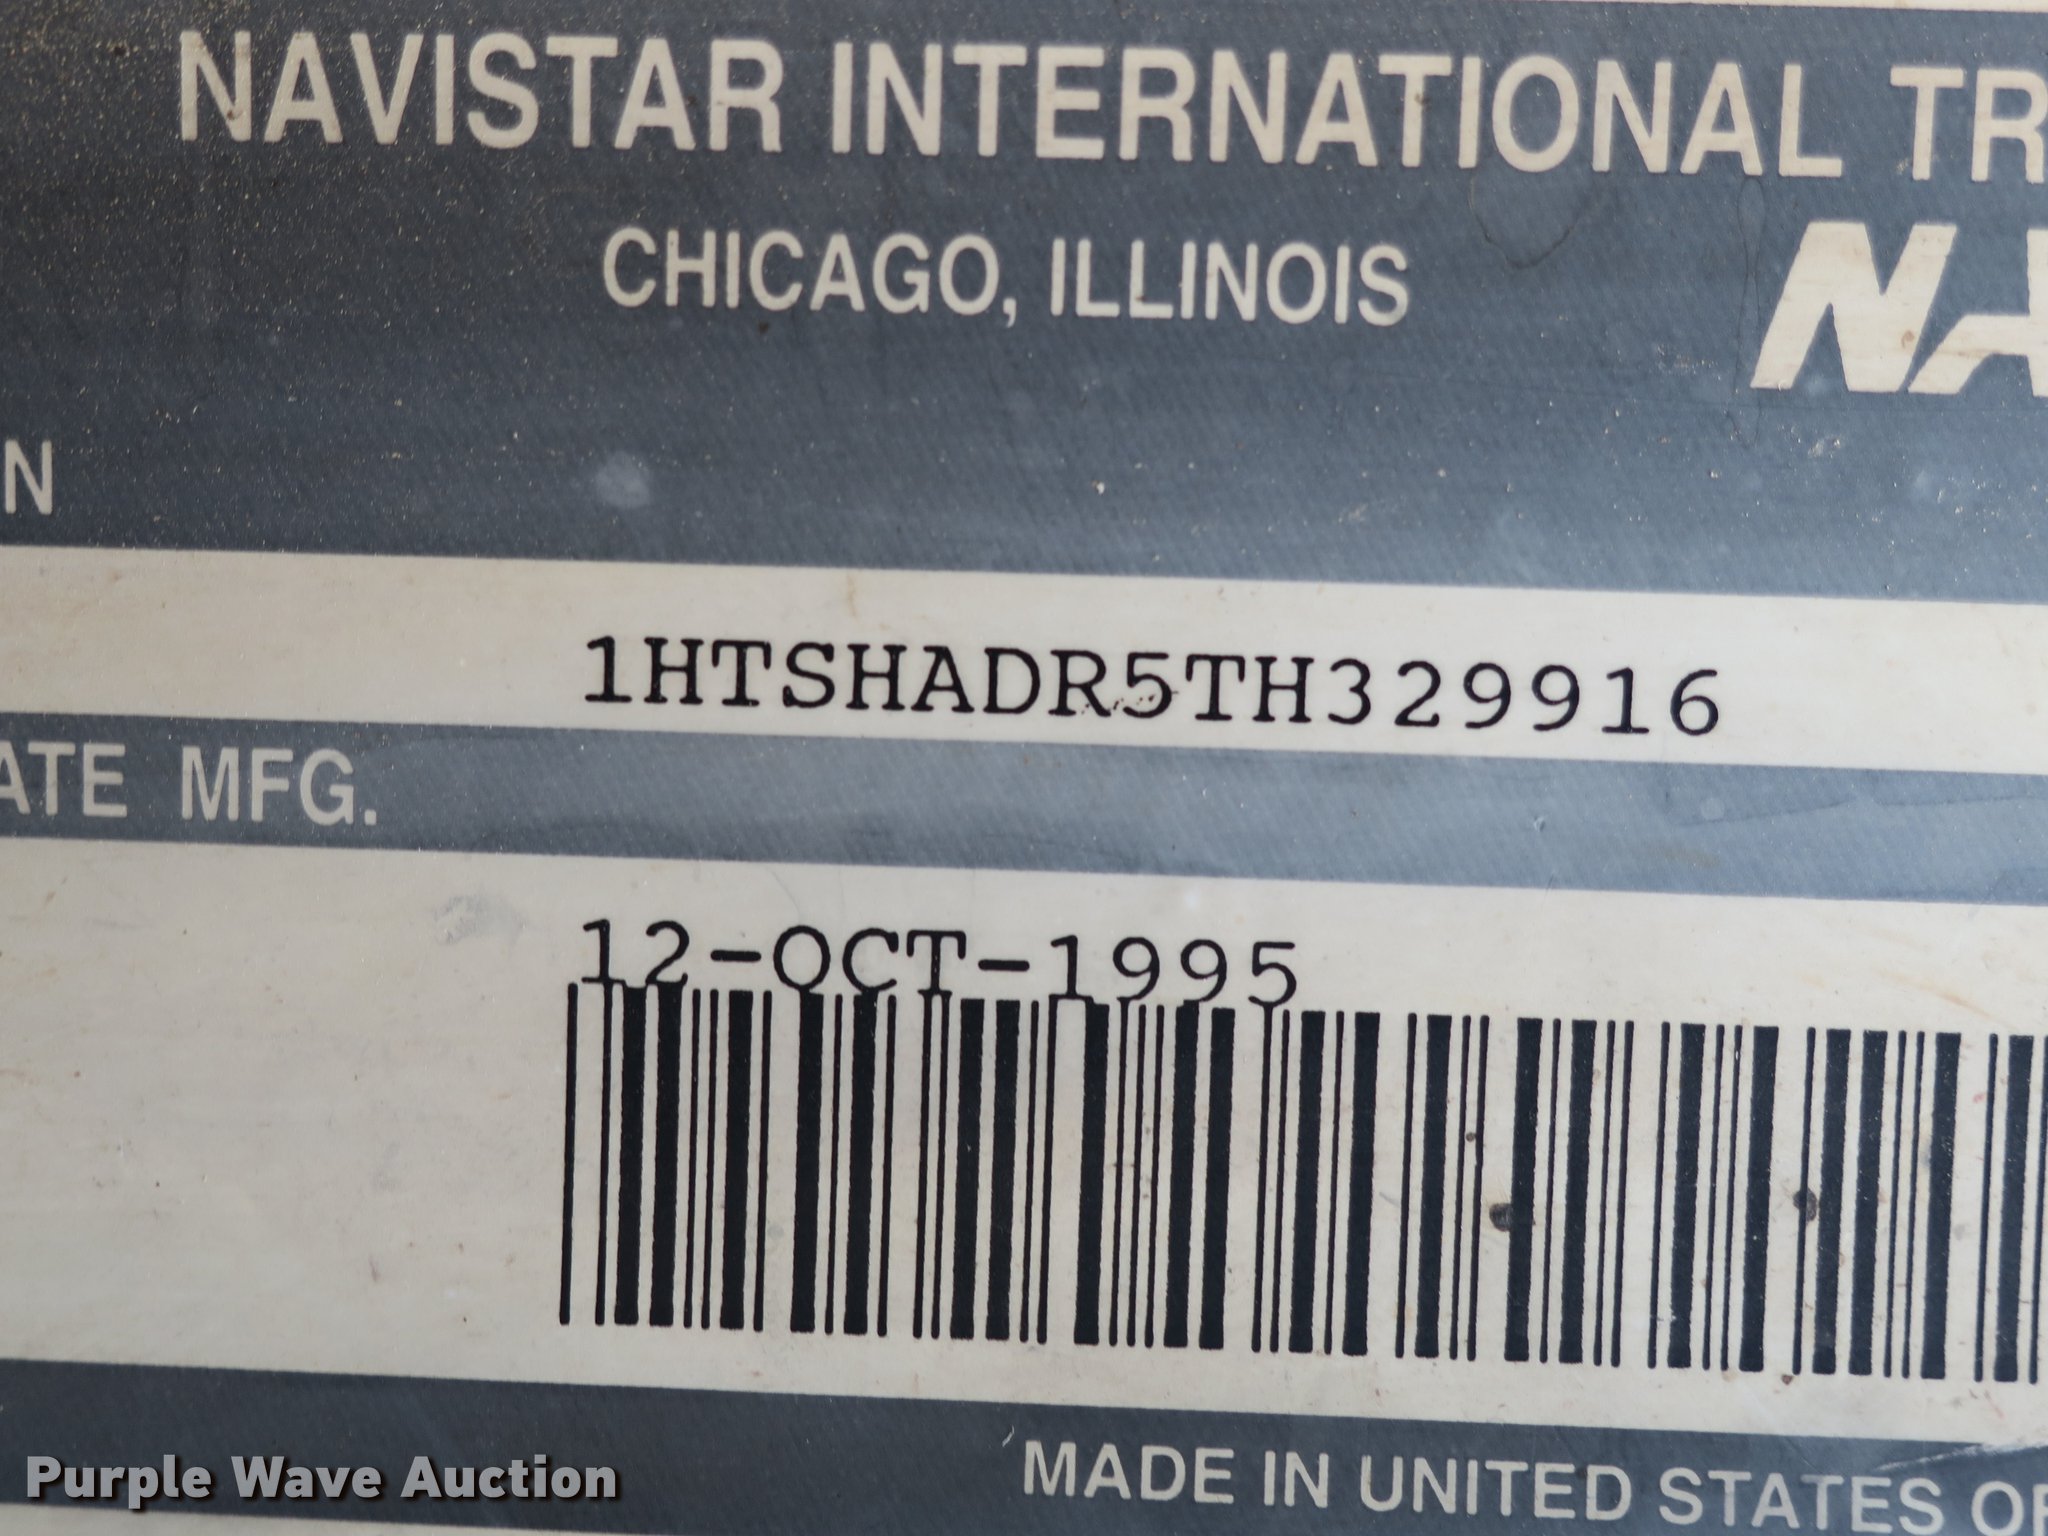 NAVISTAR INTERNATIONAL TR
CHICAGO, ILLINOIS
NA
N
1HTSHADR5TH329916
ATE MFG.
12-OCT-1995
MADE IN UNITED STATES OF
Purple Wave Auction